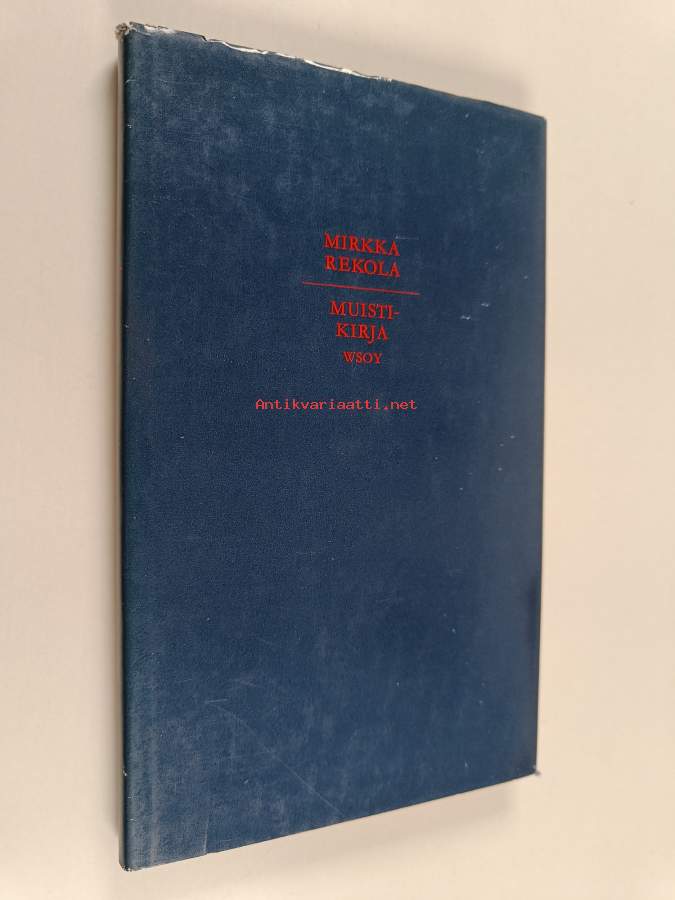 MIRKKA
REKOLA
MUISTI-
KIRJA
WSOY
Antikvariaatti.net